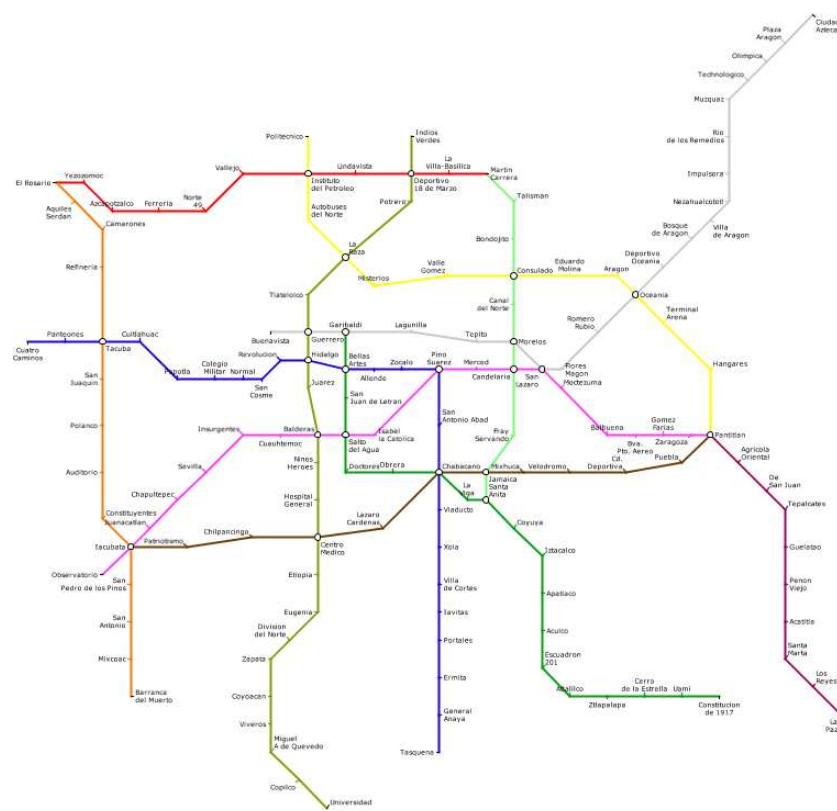 Ciudad
Azteca
Plaza
Aragon
Olimpica
Technologico
Muzquaz
Rio
de los Remedios
Impulsora
Nezahualcotetl
Villa
de Aragon
Bosque
de Aragon
Deportivo
Oceania
Oceania
Romero
Rubio
Politecnico
Indios
Verdes
Vallejo
Lindavista
La
Villa-Basilica
Martin
Carrera
Instituto
del Petroleo
Deportivo
18 de Marzo
El Rosario
Yezozomoc
Azcapotzalco
Ferreria
Norte
49
Aquiles
Serdan
Camarones
Autobuses
del Norte
Potrero
Talisman
La
Raza
Bondojito
Misterios
Valle
Gomez
Consulado
Eduardo
Molina
Aragon
Terminal
Arena
Hangares
Refineria
Tlatelolco
Canal
del Norte
Cuatro
Caminos
Panteones
Tacuba
Cuitlahuac
Popotla
Colegio
Militar
Normal
San
Cosme
Revolucion
Hidalgo
Buenavista
Guerrero
Garibaldi
Lagunilla
Tepito
Morelos
Bellas
Artes
Allende
Zocalo
Pino
Suarez
Merced
Candelaria
San
Lazaro
Flores
Magon
Moctezuma
San
Juaquin
Juarez
San
Juan de Letran
Polanco
Insurgentes
Cuauhtemoc
Balderas
Salto
del Agua
Isabel
la Catolica
San
Antonio Abad
Fray
Servando
Balbuena
Bva.
Pto. Aereo
Gomez
Farias
Zaragoza
Pantitlan
Auditorio
Sevilla
Chapultepec
Ninos
Heroes
Doctores
Obrera
Chabacano
La
Viga
Mixhuca
Jamaica
Santa
Anita
Velodromo
Cd.
Deportiva
Puebla
Agricola
Oriental
De
San Juan
Tepalcates
Constituyentes
Juanacatlan
Tacubata
Observatorio
Patriotismo
Chilpancingo
Hospital
General
Lazaro
Cardenas
Centro
Medico
Viaducto
Coyuya
Iztacalco
Guelatao
Xola
San
Pedro de los Pinos
Etiopia
Villa
de Cortes
Apatlaco
Penon
Viejo
San
Antonio
Eugenia
Division
del Norte
Tavitas
Aculco
Acatitla
Mixcoac
Zapata
Portales
Escuadron
201
Santa
Marta
Barranca
del Muerto
Coyoacan
Ermita
Atlalilco
Ztlapalapa
Cerro
de la Estrella
Uami
Constitucion
de 1917
Los
Reyes
La
Paz
Viveros
General
Anaya
Miguel
A de Quevedo
Tasquena
Copilco
Universidad